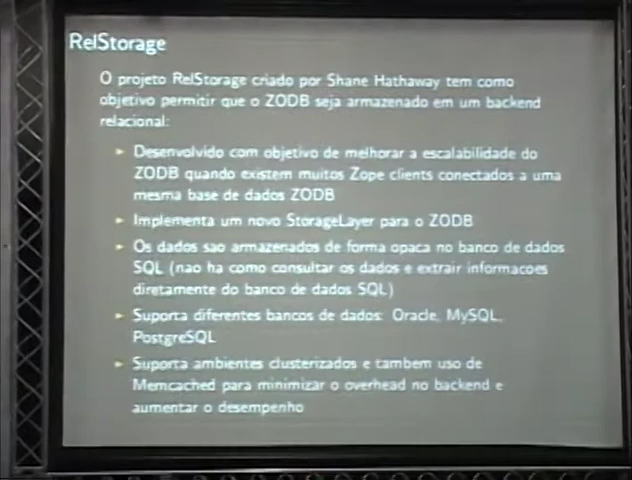 RelStorage
O projeto RelStorage criado por Shane Hathaway tem como
objetivo permitir que o ZODB seja armazenado em um backend
relacional:
Desenvolvido com objetivo de melhorar a escalabilidade do
ZODB quando existem muitos Zope clients conectados a uma
mesma base de dados ZODB
Implementa um novo StorageLayer para o ZODB
Os dados sao armazenados de forma opaca no banco de dados
SQL (nao ha como consultar os dados e extrair informacoes
diretamente do banco de dados SQL)
Suporta diferentes bancos de dados: Oracle, MySQL,
PostgreSQL
Suporta ambientes clusterizados e tambem uso de
Memcached para minimizar o overhead no backend e
aumentar o desempenho